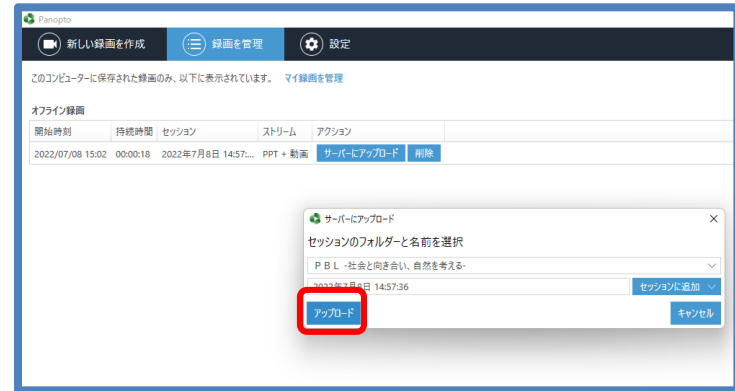 Panopto
新しい録画を作成 録画を管理 設定
このコンピューターに保存された録画のみ、以下に表示されています。 マイ録画を管理
オフライン録画
開始時刻 持続時間 セッション ストリーム アクション
2022/07/08 15:02 00:00:18 2022年7月8日 14:57:... PPT + 動画 サーバーにアップロード 削除
サーバーにアップロード
セッションのフォルダーと名前を選択
ＰＢＬ -社会と向き合い、自然を考える-
2022年7月8日 14:57:36 セッションに追加
アップロード キャンセル